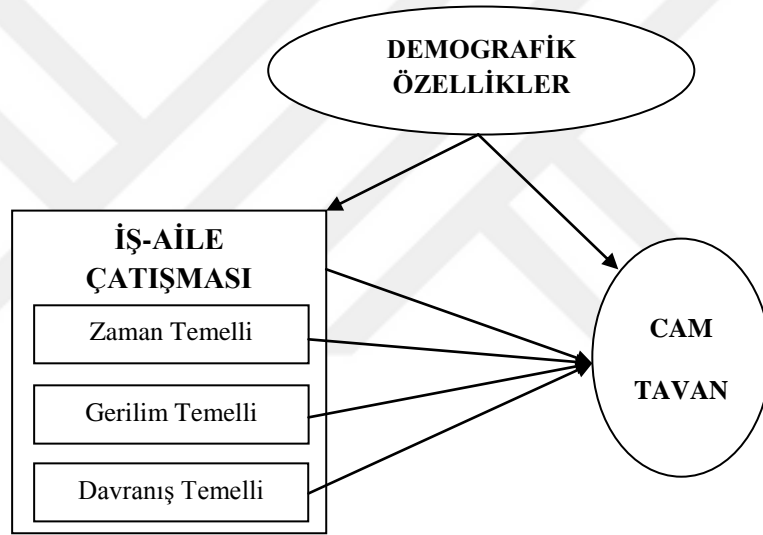 DEMOGRAFİK
ÖZELLİKLER
İŞ-AİLE
ÇATIŞMASI
Zaman Temelli
Gerilim Temelli
Davranış Temelli
CAM
TAVAN